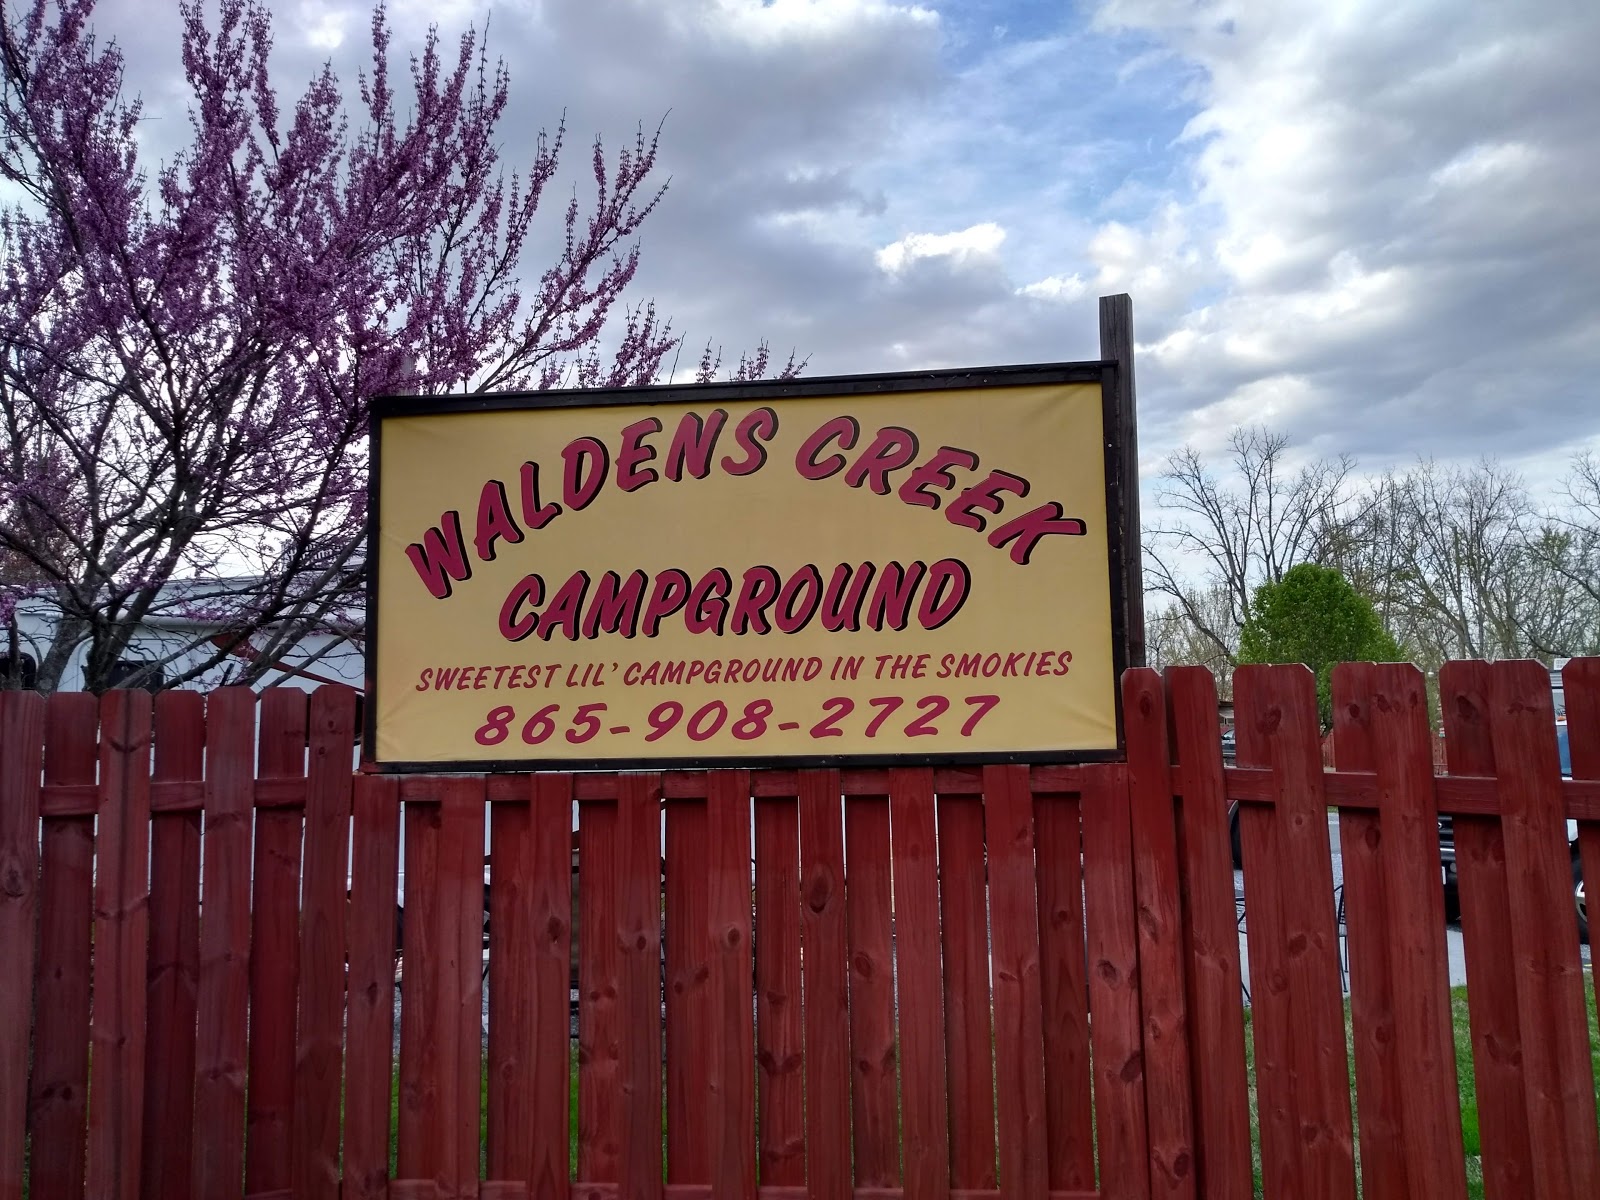 WALDENS CREEK
CAMPGROUND
SWEETEST LIL' CAMPGROUND IN THE SMOKIES
865-908-2727